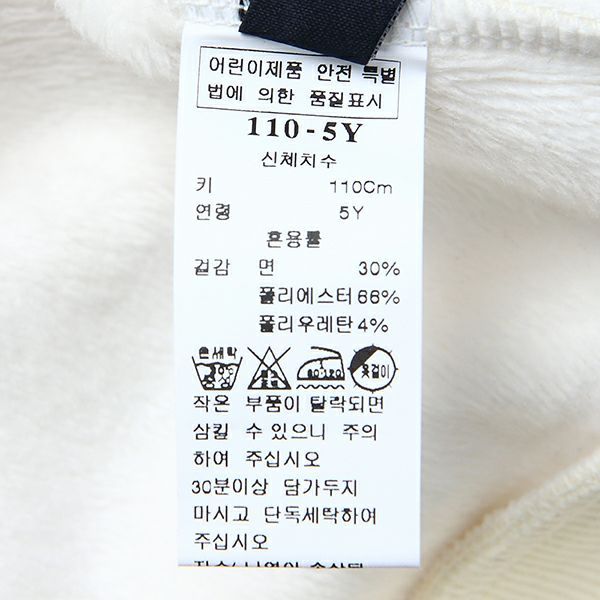 어린이제품 안전 특별
법에 의한 품질표시
110-5Y
신체치수
키 110Cm
연령 5Y
혼용률
겉감 면 30%
폴리에스터 66%
폴리우레탄 4%
손세탁 옷걸이
작은 부품이 탈락되면
삼킬 수 있으니 주의
하여 주십시오
30분이상 담가두지
마시고 단독세탁하여
주십시오